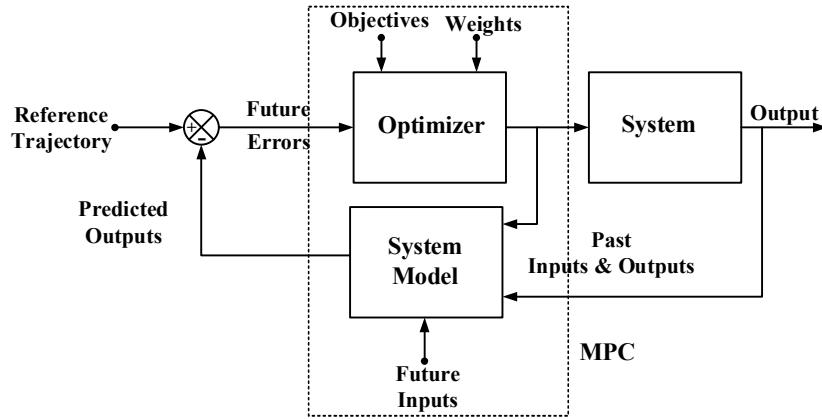 Objectives
Weights
Reference
Trajectory
+
-
Future
Errors
Optimizer
System
Output
Predicted
Outputs
System
Model
Past
Inputs & Outputs
Future
Inputs
MPC